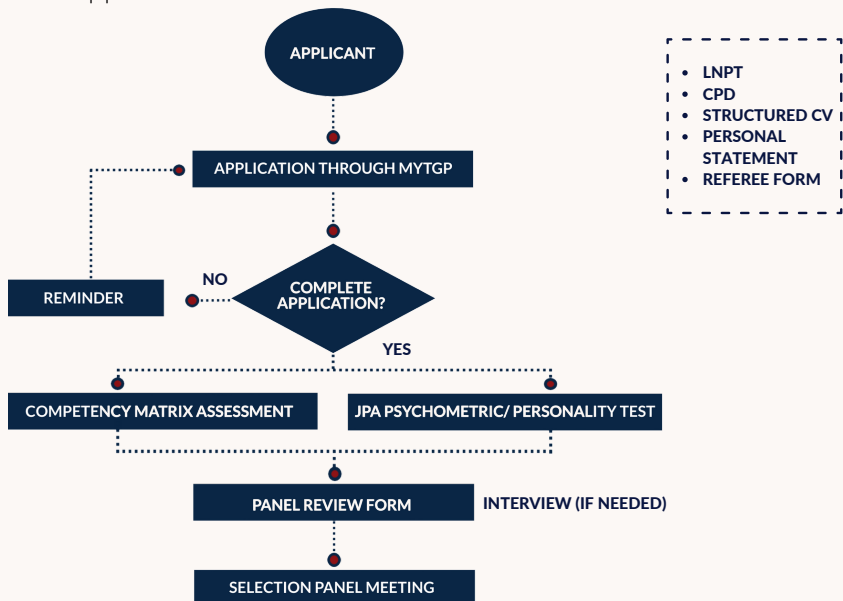 APPLICANT
• LNPT
• CPD
• STRUCTURED CV
• PERSONAL
STATEMENT
• REFEREE FORM
APPLICATION THROUGH MYTGP
NO
COMPLETE
APPLICATION?
REMINDER
YES
COMPETENCY MATRIX ASSESSMENT
JPA PSYCHOMETRIC/ PERSONALITY TEST
PANEL REVIEW FORM
INTERVIEW (IF NEEDED)
SELECTION PANEL MEETING